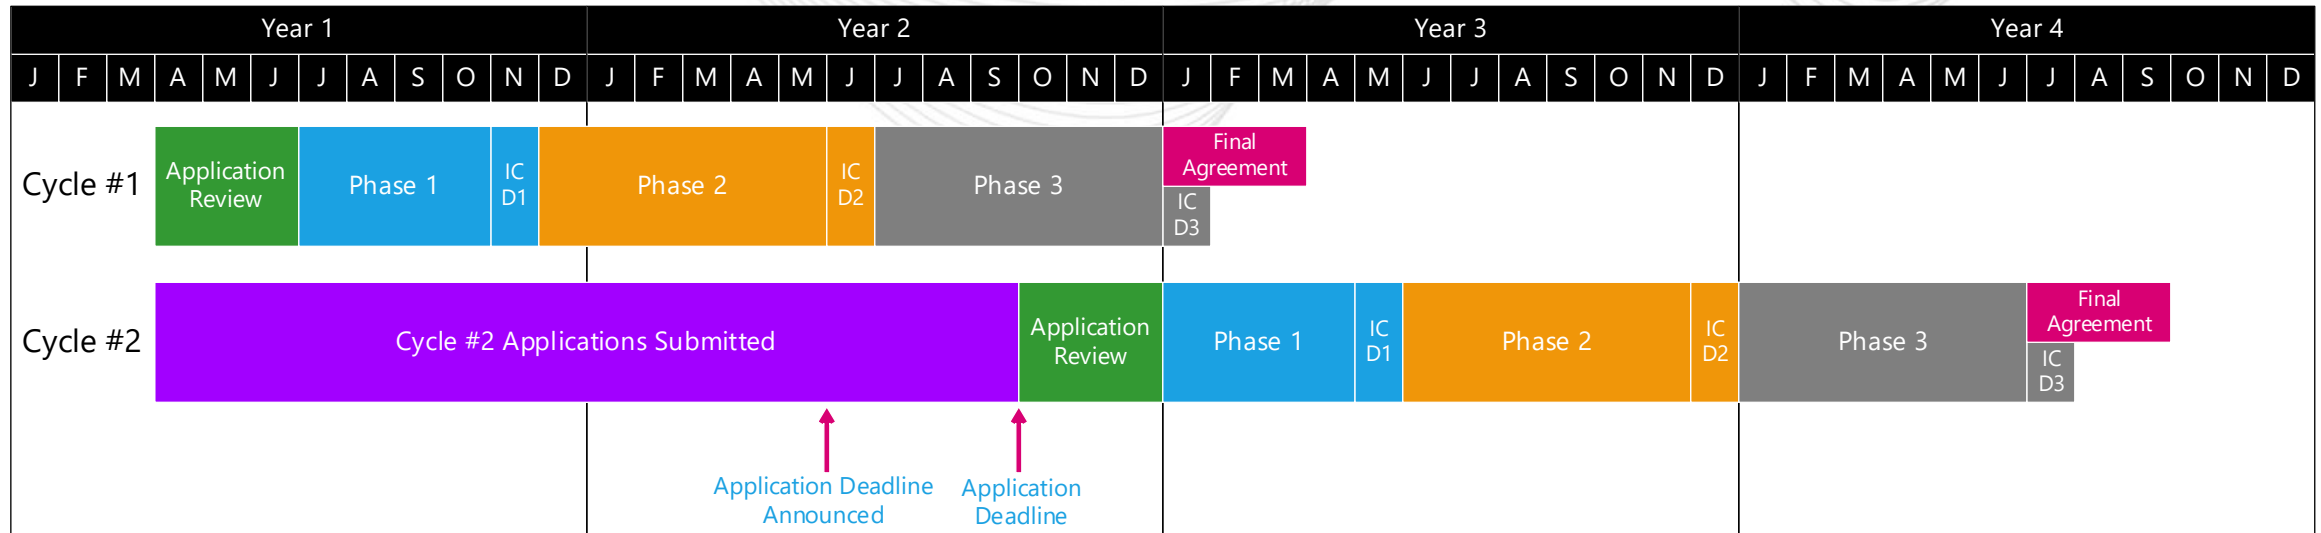 Year 1 Year 2 Year 3 Year 4
J F M A M J J A S O N D J F M A M J J A S O N D J F M A M J J A S O N D J F M A M J J A S O N D
Cycle #1
Application
Review
Phase 1
IC
D1
Phase 2
IC
D2
Phase 3
Final
Agreement
IC
D3
Cycle #2
Cycle #2 Applications Submitted
Application
Review
Phase 1
IC
D1
Phase 2
IC
D2
Phase 3
Final
Agreement
IC
D3
Application Deadline
Announced
Application
Deadline